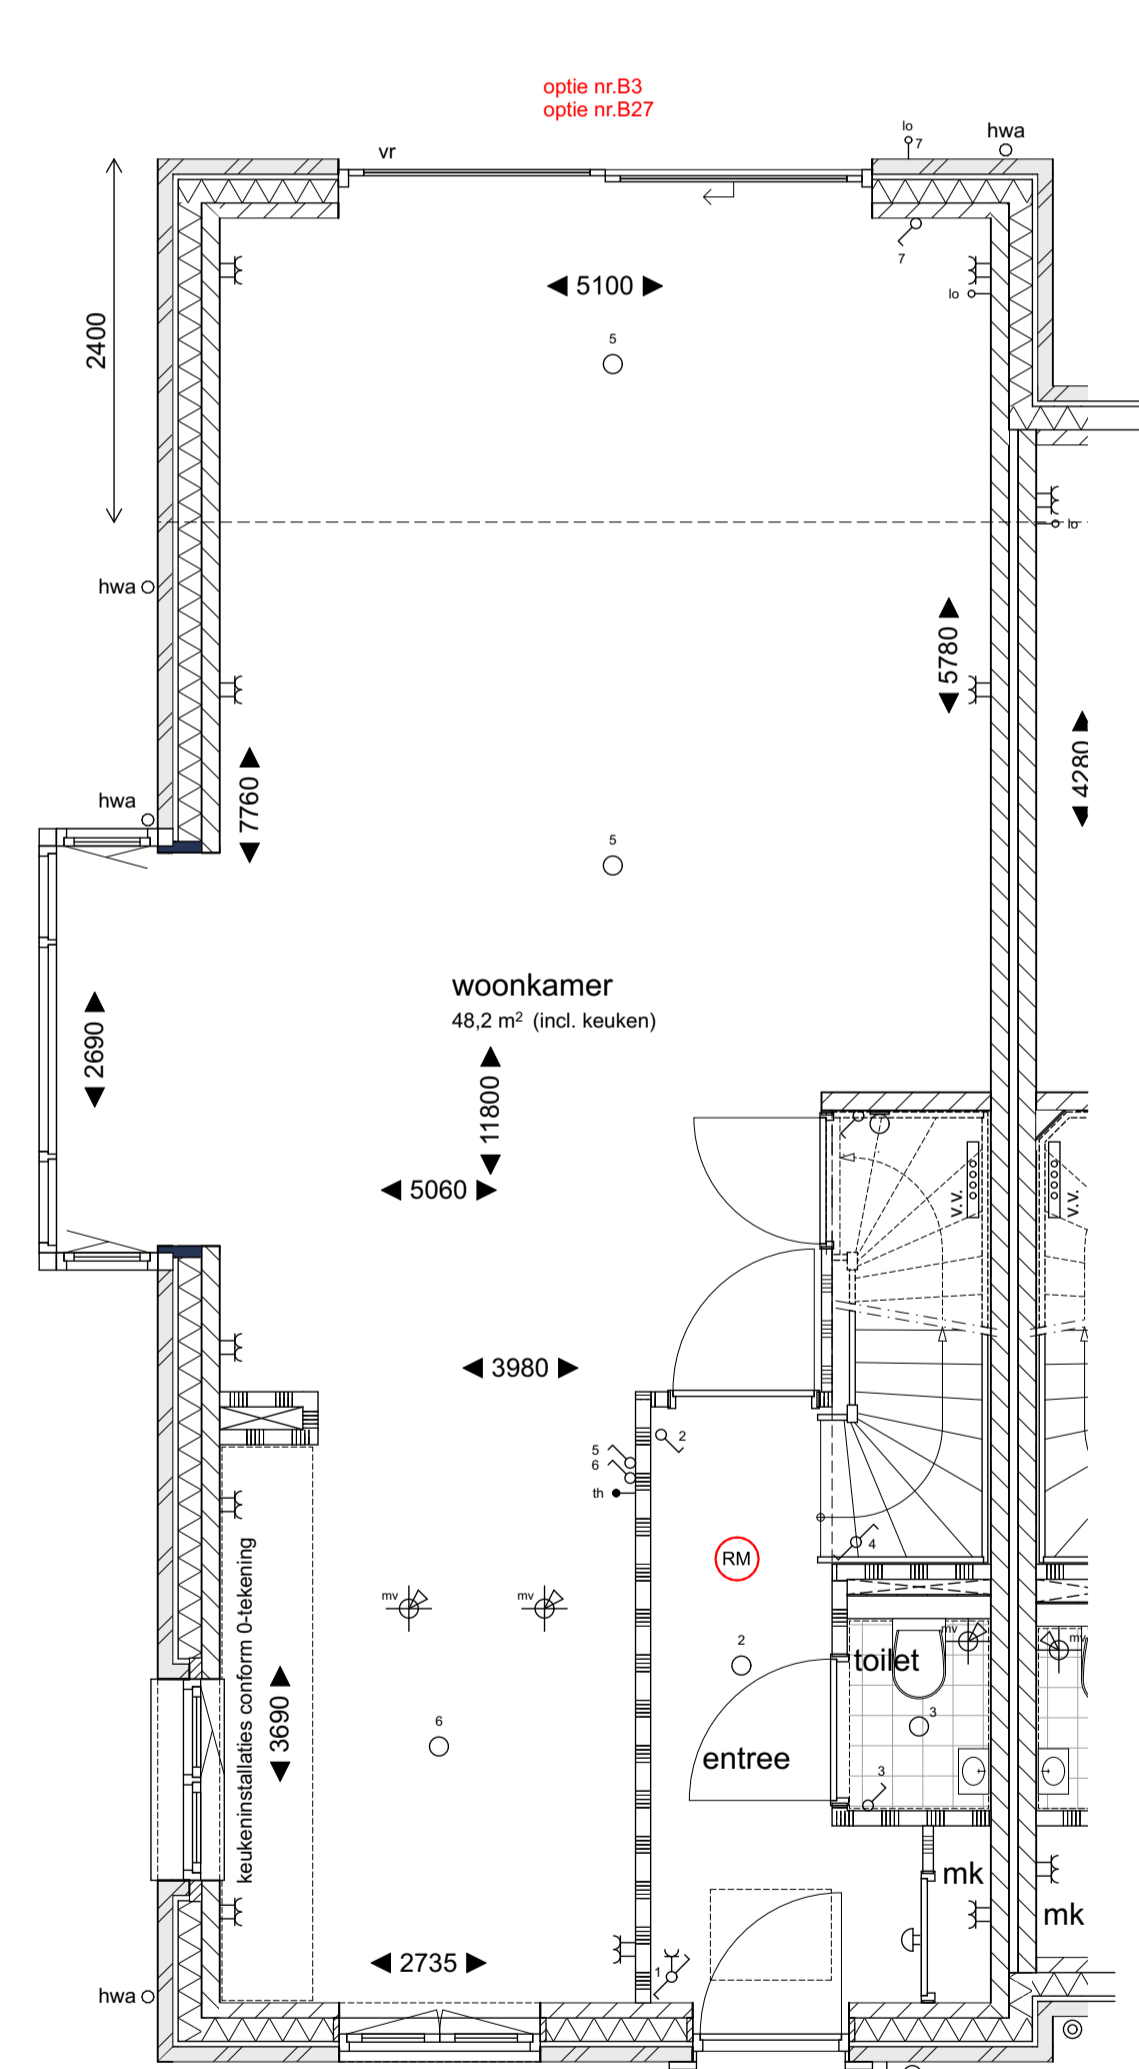 optie nr.B3
optie nr.B27
lo
7
hwa
vr
7
5100
lo
5
2400
lo
hwa
5780
7760
4280
hwa
5
woonkamer
48,2 m² (incl. keuken)
2690
11800
5060
v.v.
v.v.
3980
2
5
6
th
4
RM
keukeninstallaties conform 0-tekening
mv
mv
mv
mv
2
toilet
3690
3
6
entree
3
mk
mk
2735
1
hwa